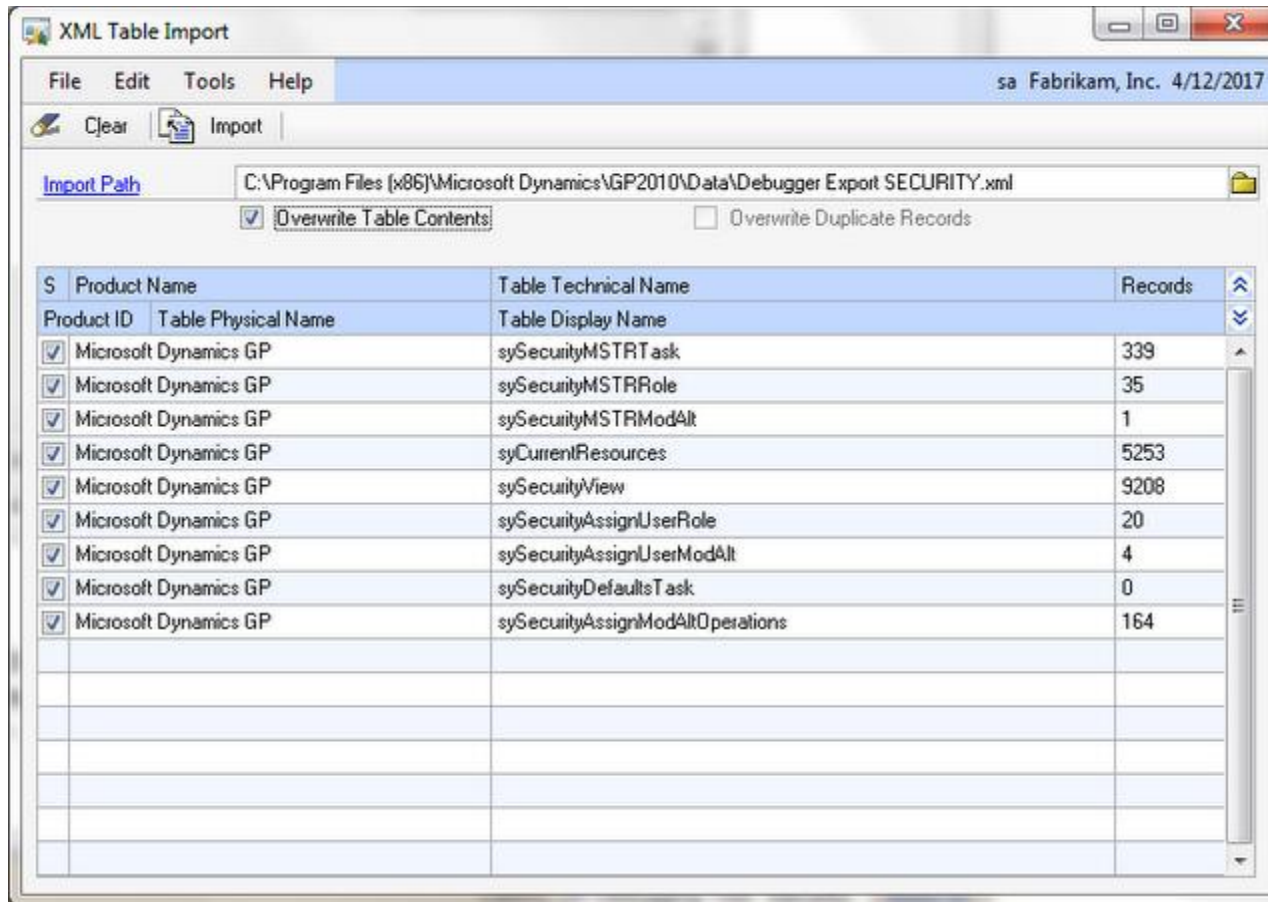 XML Table Import
File Edit Tools Help sa Fabrikam, Inc. 4/12/2017
Clear Import
Import Path C:\Program Files (x86)\Microsoft Dynamics\GP2010\Data\Debugger Export SECURITY.xml
Overwrite Table Contents Overwrite Duplicate Records
S Product Name Table Technical Name Records
Product ID Table Physical Name Table Display Name
Microsoft Dynamics GP sySecurityMSTRTask 339
Microsoft Dynamics GP sySecurityMSTRRole 35
Microsoft Dynamics GP sySecurityMSTRModAlt 1
Microsoft Dynamics GP syCurrentResources 5253
Microsoft Dynamics GP sySecurityView 9208
Microsoft Dynamics GP sySecurityAssignUserRole 20
Microsoft Dynamics GP sySecurityAssignUserModAlt 4
Microsoft Dynamics GP sySecurityDefaultsTask 0
Microsoft Dynamics GP sySecurityAssignModAltOperations 164